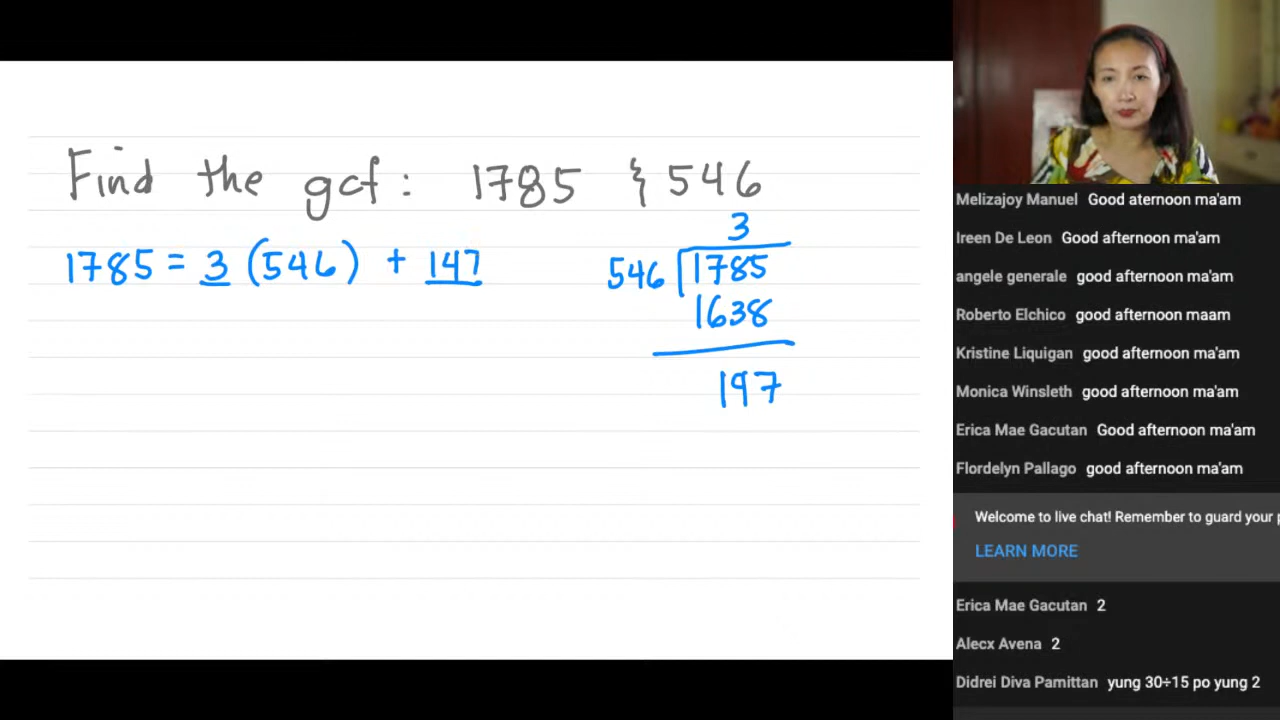 Find the gcf: 1785 & 546
1785 = 3 (546) + 147
3
546 1785
1638
197
Melizajoy Manuel Good aternoon ma'am
Ireen De Leon Good afternoon ma'am
angele generale good afternoon ma'am
Roberto Elchico good afternoon maam
Kristine Liquigan good afternoon ma'am
Monica Winsleth good afternoon ma'am
Erica Mae Gacutan Good afternoon ma'am
Flordelyn Pallago good afternoon ma'am
Welcome to live chat! Remember to guard your
LEARN MORE
Erica Mae Gacutan 2
Alecx Avena 2
Didrei Diva Pamittan yung 30÷15 po yung 2